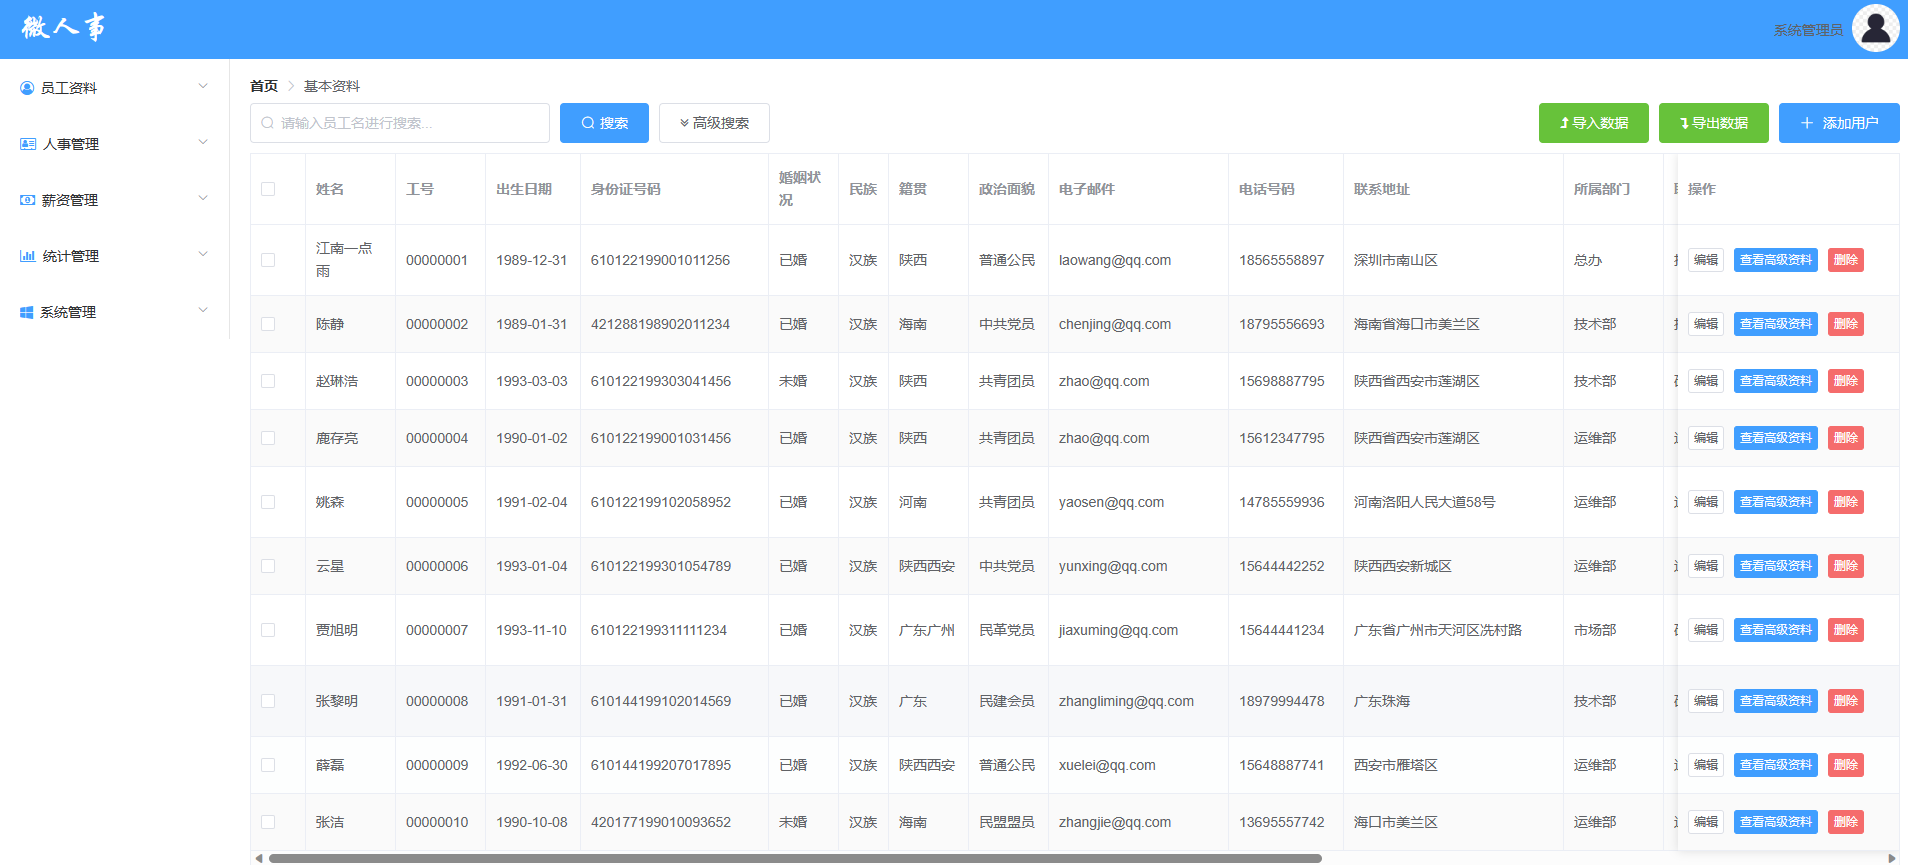 微人事
系统管理员
员工资料
人事管理
薪资管理
统计管理
系统管理
首页 基本资料
请输入员工名进行搜索... 搜索 高级搜索 导入数据 导出数据 添加用户
姓名 工号 出生日期 身份证号码 婚姻状况 民族 籍贯 政治面貌 电子邮件 电话号码 联系地址 所属部门 操作
江南一点雨 00000001 1989-12-31 610122199001011256 已婚 汉族 陕西 普通公民 laowang@qq.com 18565558897 深圳市南山区 总办 编辑 查看高级资料 删除
陈静 00000002 1989-01-31 421288198902011234 已婚 汉族 海南 中共党员 chenjing@qq.com 18795556693 海南省海口市美兰区 技术部 编辑 查看高级资料 删除
赵琳浩 00000003 1993-03-03 610122199303041456 未婚 汉族 陕西 共青团员 zhao@qq.com 15698887795 陕西省西安市莲湖区 技术部 编辑 查看高级资料 删除
鹿存亮 00000004 1990-01-02 610122199001031456 已婚 汉族 陕西 共青团员 zhao@qq.com 15612347795 陕西省西安市莲湖区 运维部 编辑 查看高级资料 删除
姚森 00000005 1991-02-04 610122199102058952 已婚 汉族 河南 共青团员 yaosen@qq.com 14785559936 河南洛阳人民大道58号 运维部 编辑 查看高级资料 删除
云星 00000006 1993-01-04 610122199301054789 已婚 汉族 陕西西安 中共党员 yunxing@qq.com 15644442252 陕西西安新城区 运维部 编辑 查看高级资料 删除
贾旭明 00000007 1993-11-10 610122199311111234 已婚 汉族 广东广州 民革党员 jiaxuming@qq.com 15644441234 广东省广州市天河区冼村路 市场部 编辑 查看高级资料 删除
张黎明 00000008 1991-01-31 610144199102014569 已婚 汉族 广东 民建会员 zhangliming@qq.com 18979994478 广东珠海 技术部 编辑 查看高级资料 删除
薛磊 00000009 1992-06-30 610144199207017895 已婚 汉族 陕西西安 普通公民 xuelei@qq.com 15648887741 西安市雁塔区 运维部 编辑 查看高级资料 删除
张洁 00000010 1990-10-08 420177199010093652 未婚 汉族 海南 民盟盟员 zhangjie@qq.com 13695557742 海口市美兰区 运维部 编辑 查看高级资料 删除